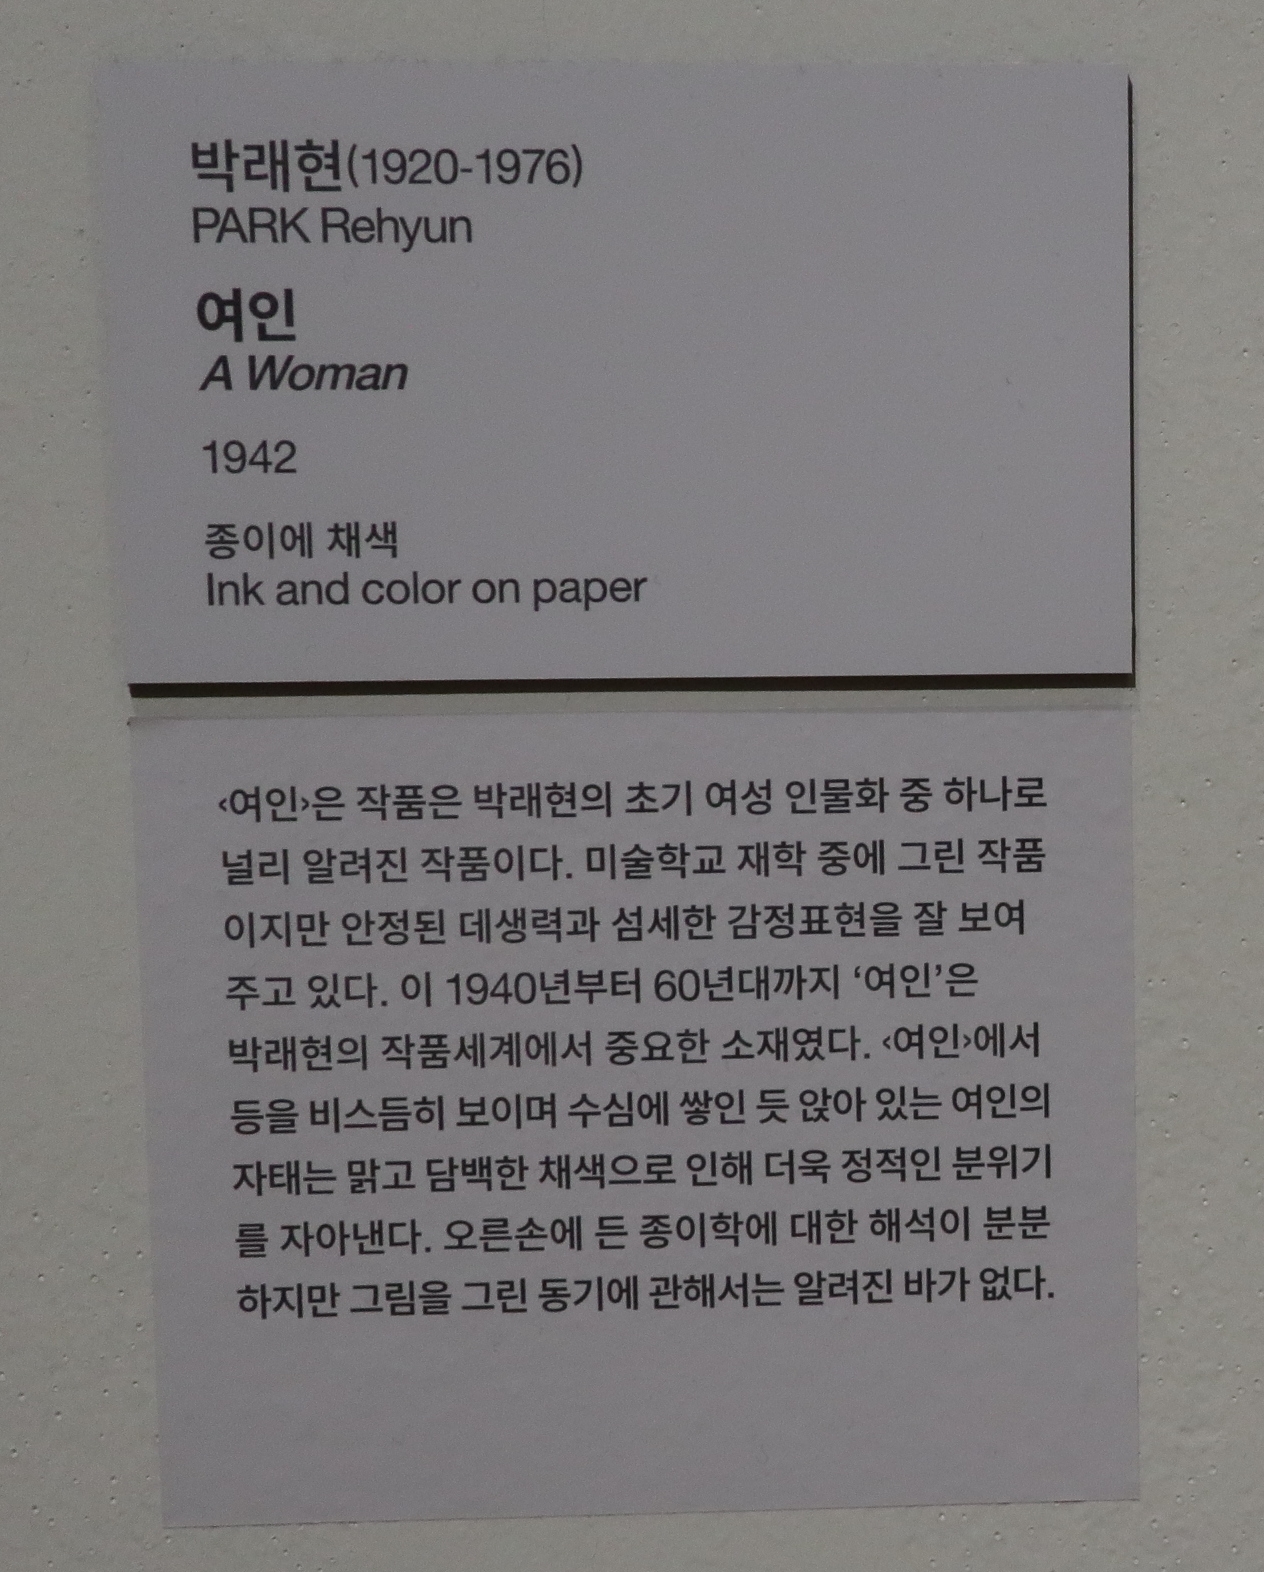 박래현(1920-1976)
PARK Rehyun
여인
A Woman
1942
종이에 채색
Ink and color on paper
‹여인›은 작품은 박래현의 초기 여성 인물화 중 하나로
널리 알려진 작품이다. 미술학교 재학 중에 그린 작품
이지만 안정된 데생력과 섬세한 감정표현을 잘 보여
주고 있다. 이 1940년부터 60년대까지 ‘여인’은
박래현의 작품세계에서 중요한 소재였다. ‹여인›에서
등을 비스듬히 보이며 수심에 쌓인 듯 앉아 있는 여인의
자태는 맑고 담백한 채색으로 인해 더욱 정적인 분위기
를 자아낸다. 오른손에 든 종이학에 대한 해석이 분분
하지만 그림을 그린 동기에 관해서는 알려진 바가 없다.